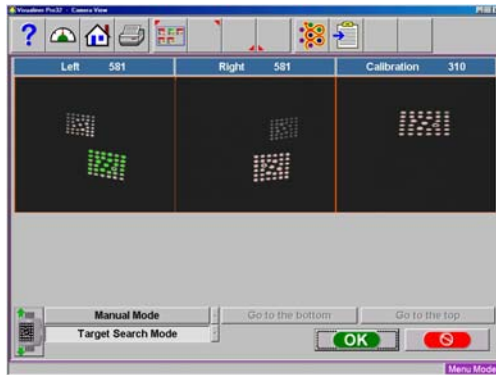 Visualiner Pro32 - Camera View
Left 581
Right 581
Calibration 310
Manual Mode
Go to the bottom
Go to the top
Target Search Mode
OK
Menu Mode